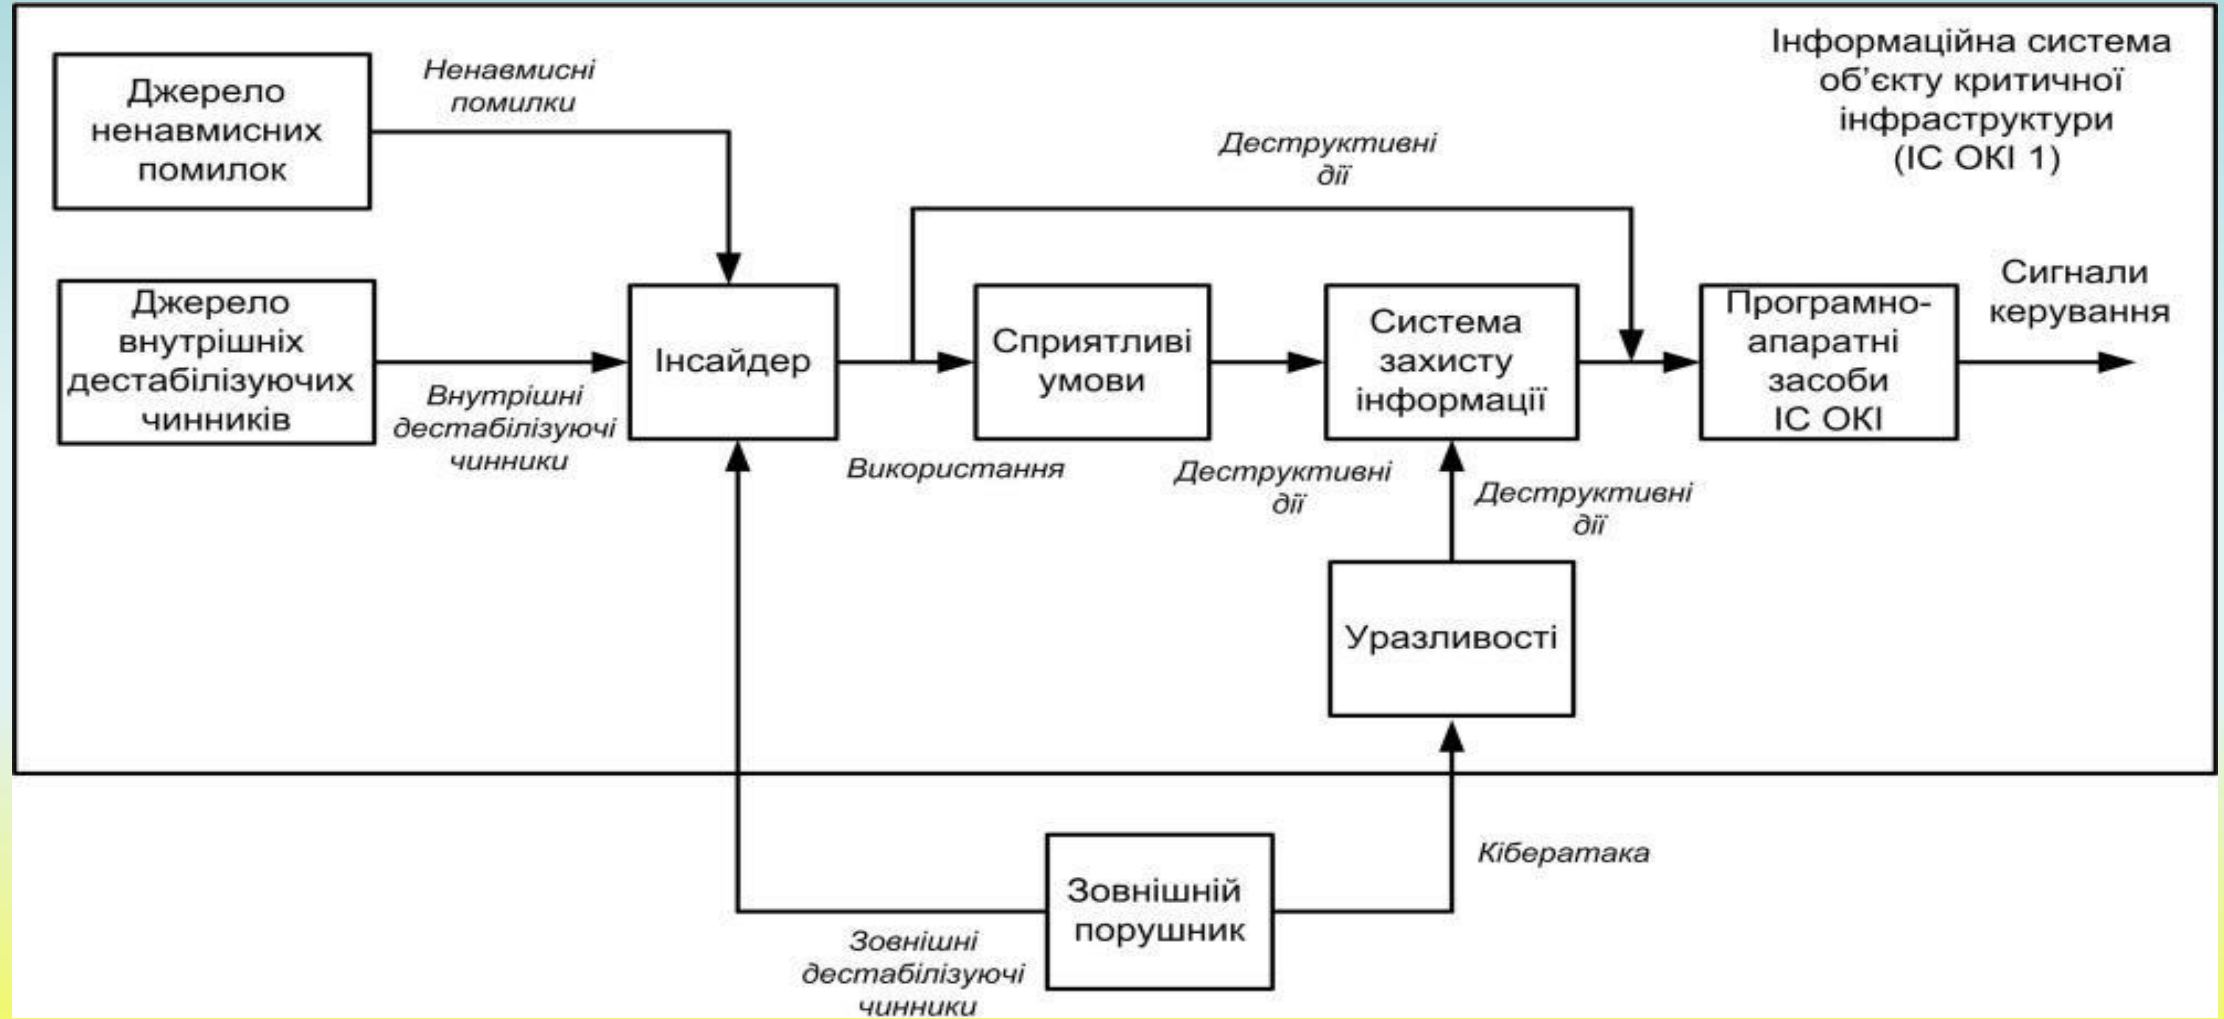 Інформаційна система
об’єкту критичної
інфраструктури
(ІС ОКІ 1)
Джерело
ненавмисних
помилок
Ненавмисні
помилки
Деструктивні
дії
Джерело
внутрішніх
дестабілізуючих
чинників
Внутрішні
дестабілізуючі
чинники
Інсайдер
Використання
Сприятливі
умови
Деструктивні
дії
Система
захисту
інформації
Деструктивні
дії
Програмно-
апаратні
засоби
ІС ОКІ
Сигнали
керування
Уразливості
Кібератака
Зовнішній
порушник
Зовнішні
дестабілізуючі
чинники